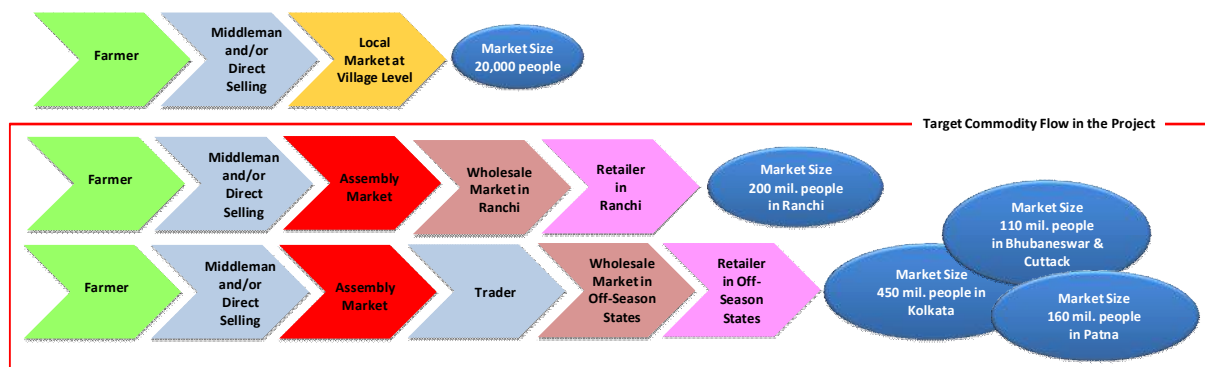 Farmer
Middleman
and/or
Direct
Selling
Local
Market at
Village Level
Market Size
20,000 people
Target Commodity Flow in the Project
Farmer
Middleman
and/or
Direct
Selling
Assembly
Market
Wholesale
Market in
Ranchi
Retailer
in
Ranchi
Market Size
200 mil. people
in Ranchi
Farmer
Middleman
and/or
Direct
Selling
Assembly
Market
Trader
Wholesale
Market in
Off-Season
States
Retailer
in Off-
Season
States
Market Size
450 mil. people in
Kolkata
Market Size
110 mil. people
in Bhubaneswar &
Cuttack
Market Size
160 mil. people
in Patna